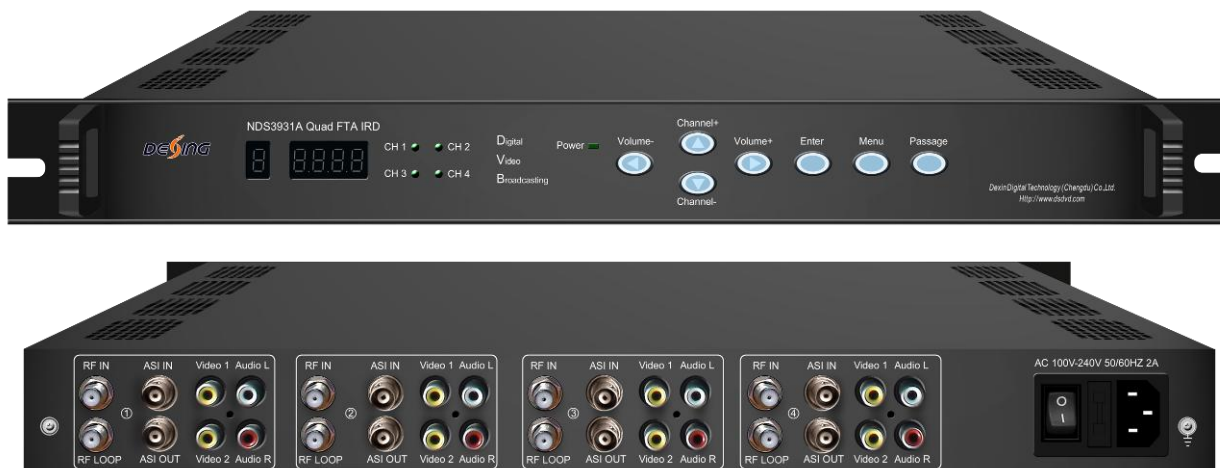 DEXING
NDS3931A Quad FTA IRD
CH 1
CH 2
CH 3
CH 4
Digital
Video
Broadcasting
Power
Volume-
Channel+
Channel-
Volume+
Enter
Menu
Passage
DexinDigital Technology (Chengdu) Co.,Ltd.
Http://www.dsdvd.com
RF IN ASI IN Video 1 Audio L
①
RF LOOP ASI OUT Video 2 Audio R
RF IN ASI IN Video 1 Audio L
②
RF LOOP ASI OUT Video 2 Audio R
RF IN ASI IN Video 1 Audio L
③
RF LOOP ASI OUT Video 2 Audio R
RF IN ASI IN Video 1 Audio L
④
RF LOOP ASI OUT Video 2 Audio R
AC 100V-240V 50/60HZ 2A
O
I